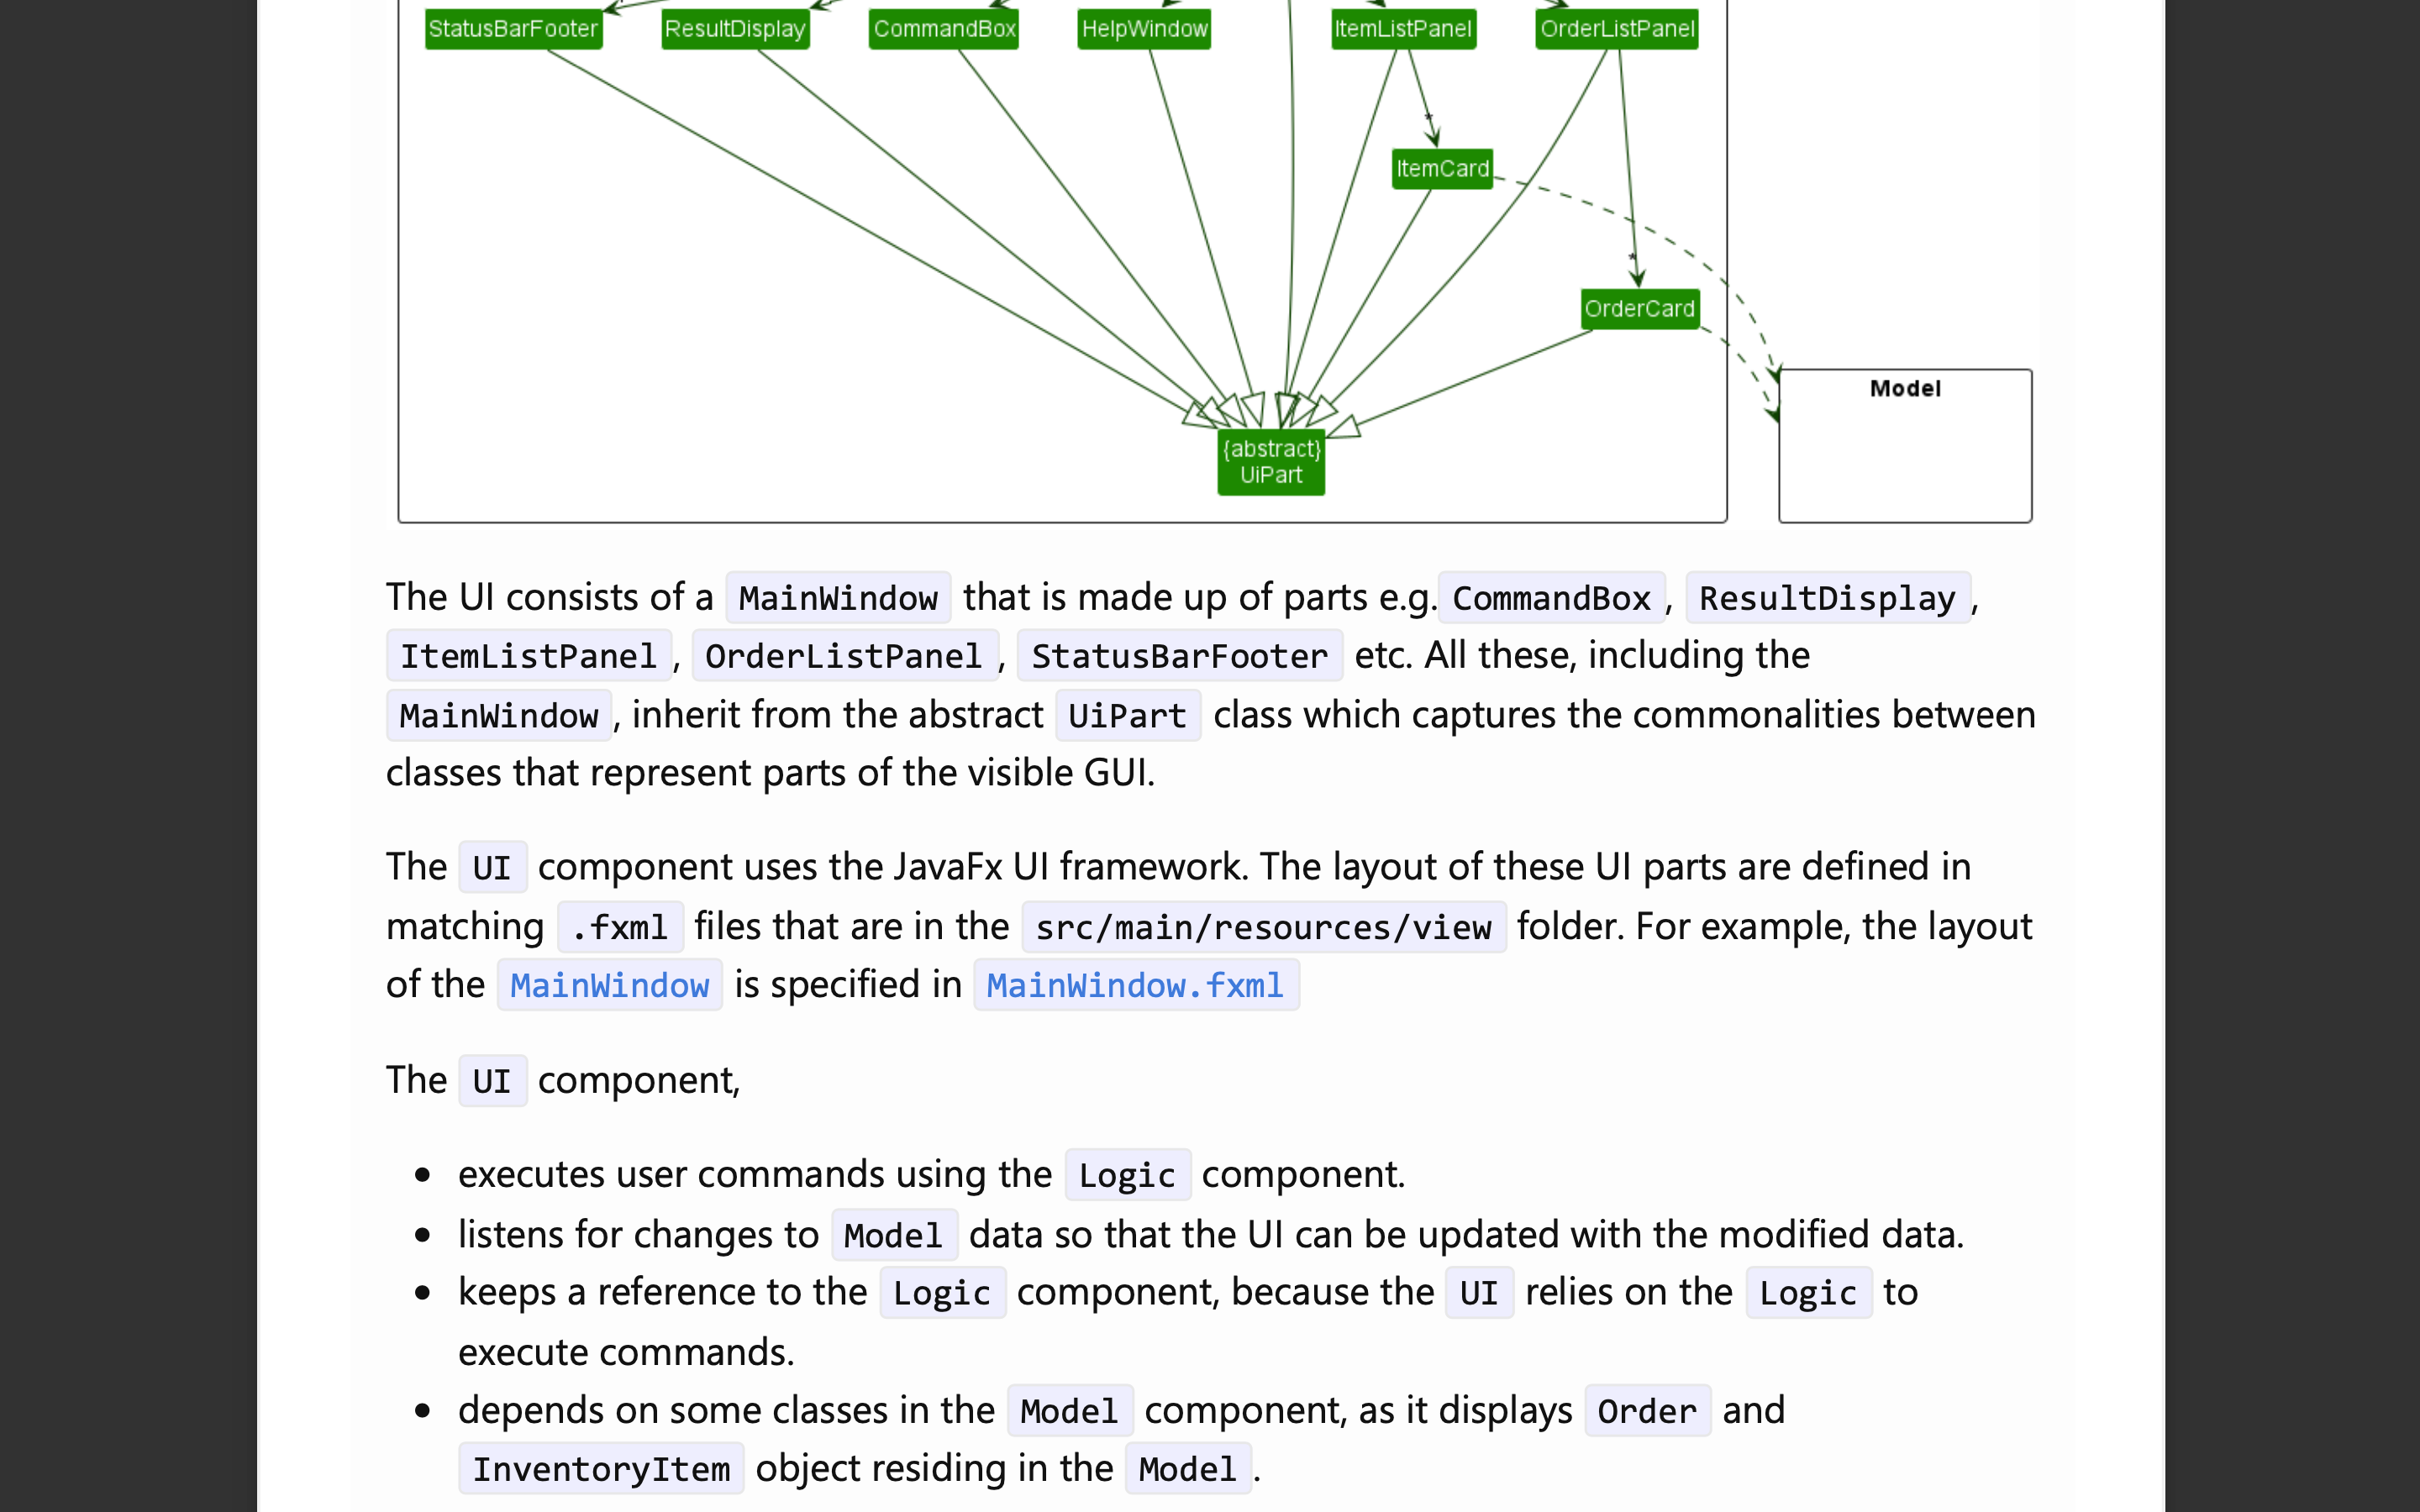 StatusBarFooter ResultDisplay CommandBox HelpWindow ItemListPanel OrderListPanel
*
ItemCard
*
OrderCard
Model
{abstract}
UiPart
The UI consists of a MainWindow that is made up of parts e.g. CommandBox, ResultDisplay,
ItemListPanel, OrderListPanel, StatusBarFooter etc. All these, including the
MainWindow, inherit from the abstract UiPart class which captures the commonalities between
classes that represent parts of the visible GUI.
The UI component uses the JavaFx UI framework. The layout of these UI parts are defined in
matching .fxml files that are in the src/main/resources/view folder. For example, the layout
of the MainWindow is specified in MainWindow.fxml
The UI component,
• executes user commands using the Logic component.
• listens for changes to Model data so that the UI can be updated with the modified data.
• keeps a reference to the Logic component, because the UI relies on the Logic to
execute commands.
• depends on some classes in the Model component, as it displays Order and
InventoryItem object residing in the Model.